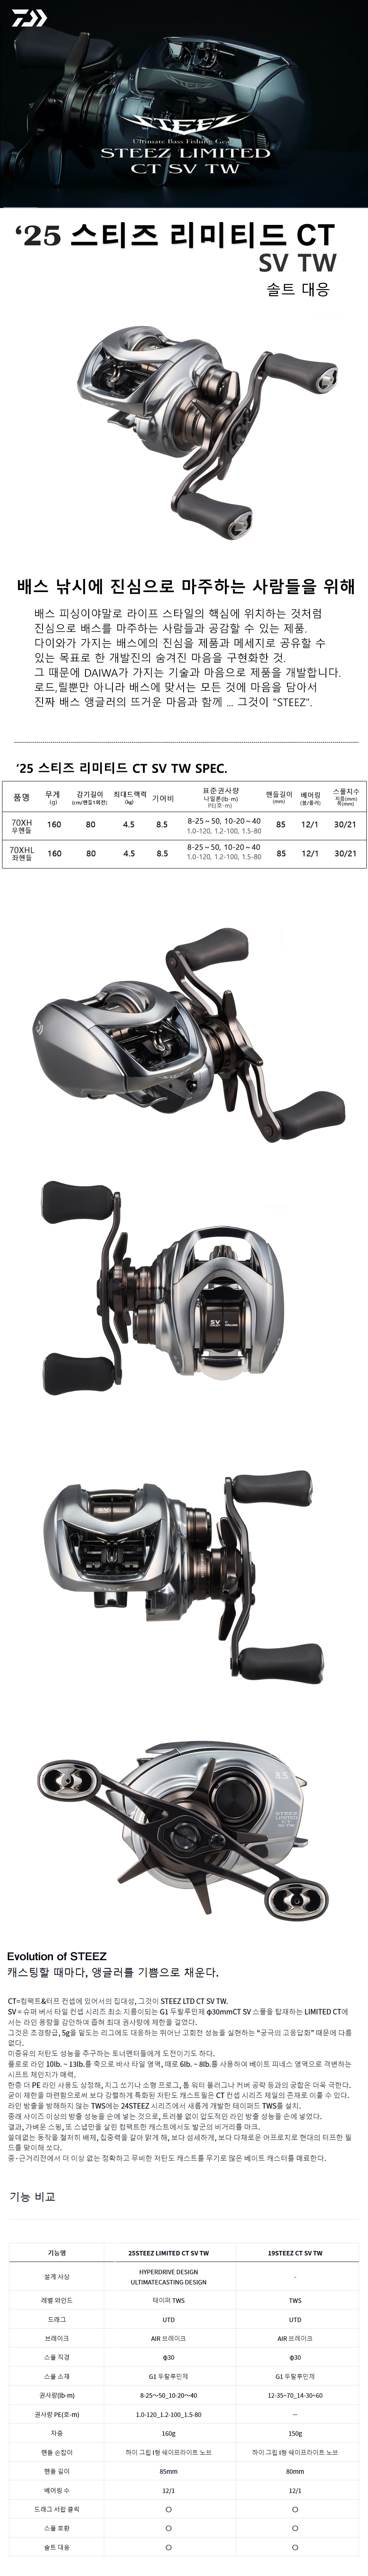 DAIWA
STEEZ
Ultimate Bass Fishing Gear
STEEZ LIMITED
CT SV TW
‘25 스티즈 리미티드 CT
SV TW
솔트 대응
배스 낚시에 진심으로 마주하는 사람들을 위해
배스 피싱이야말로 라이프 스타일의 핵심에 위치하는 것처럼
진심으로 배스를 마주하는 사람들과 공감할 수 있는 제품.
다이와가 가지는 배스에의 진심을 제품과 메세지로 공유할 수
있는 목표로 한 개발진의 숨겨진 마음을 구현화한 것.
그 때문에 DAIWA가 가지는 기술과 마음으로 제품을 개발합니다.
로드,릴뿐만 아니라 배스에 맞서는 모든 것에 마음을 담아서
진짜 배스 앵글러의 뜨거운 마음과 함께 ... 그것이 "STEEZ".
‘25 스티즈 리미티드 CT SV TW SPEC.
품명 무게 (g) 감기길이 (cm/핸들1회전) 최대드랙력 (kg) 기어비 표준권사량 나일론(lb-m) PE(호-m) 핸들길이 (mm) 베어링 (볼/롤러) 스풀치수 지름(mm) 폭(mm)
70XH 우핸들 160 80 4.5 8.5 8-25～50, 10-20～40 1.0-120, 1.2-100, 1.5-80 85 12/1 30/21
70XHL 좌핸들 160 80 4.5 8.5 8-25～50, 10-20～40 1.0-120, 1.2-100, 1.5-80 85 12/1 30/21
SV
8.5
STEEZ
LIMITED
CT
SV TW
Evolution of STEEZ
캐스팅할 때마다, 앵글러를 기쁨으로 채운다.
CT=컴팩트&터프 컨셉에 있어서의 집대성, 그것이 STEEZ LTD CT SV TW.
SV = 슈퍼 버서 타일 컨셉 시리즈 최소 지름이되는 G1 두랄루민제 φ30mmCT SV 스풀을 탑재하는 LIMITED CT에
서는 라인 용량을 감안하여 좁혀 최대 권사량에 제한을 걸었다.
그것은 초경량급, 5g을 밑도는 리그에도 대응하는 뛰어난 고회전 성능을 실현하는 "궁극의 고응답화" 때문에 다름
없다.
미중유의 저탄도 성능을 추구하는 토너먼터들에게 도전이기도 하다.
플로로 라인 10lb. ~ 13lb.를 축으로 바사 타일 영역, 때로 6lb. ~ 8lb.를 사용하여 베이트 피네스 영역으로 격변하는
시프트 체인지가 매력.
한층 더 PE 라인 사용도 상정해, 지그 쏘기나 소형 프로그, 톱 워터 플러그나 커버 공략 등과의 궁합은 더욱 극한다.
굳이 제한을 마련함으로써 보다 강렬하게 특화된 저탄도 캐스트필은 CT 컨셉 시리즈 제일의 존재로 이룰 수 있다.
라인 방출을 방해하지 않는 TWS에는 24STEEZ 시리즈에서 새롭게 개발한 테이퍼드 TWS를 설치.
종래 사이즈 이상의 방출 성능을 손에 넣는 것으로, 트러블 없이 압도적인 라인 방출 성능을 손에 넣었다.
결과, 가벼운 스윙, 또 스냅만을 살린 컴팩트한 캐스트에서도 발군의 비거리를 마크.
쓸데없는 동작을 철저히 배제, 집중력을 갈아 맑게 해, 보다 섬세하게, 보다 다채로운 어프로치로 현대의 터프한 필
드를 맞이해 쏘다.
중·근거리전에서 더 이상 없는 정확하고 무비한 저탄도 캐스트를 무기로 많은 베이트 캐스터를 매료한다.
기능 비교
기능명 25STEEZ LIMITED CT SV TW 19STEEZ CT SV TW
설계 사상 HYPERDRIVE DESIGN ULTIMATECASTING DESIGN -
레벨 와인드 테이퍼 TWS TWS
드래그 UTD UTD
브레이크 AIR 브레이크 AIR 브레이크
스풀 직경 φ30 φ30
스풀 소재 G1 두랄루민제 G1 두랄루민제
권사량(lb-m) 8-25～50_10-20～40 12-35~70_14-30~60
권사량 PE(호-m) 1.0-120_1.2-100_1.5-80 －
자중 160g 150g
핸들 손잡이 하이 그립 I형 쉐이프라이트 노브 하이 그립 I형 쉐이프라이트 노브
핸들 길이 85mm 80mm
베어링 수 12/1 12/1
드래그 서랍 클릭 〇 〇
스풀 호환 〇 〇
솔트 대응 〇 〇